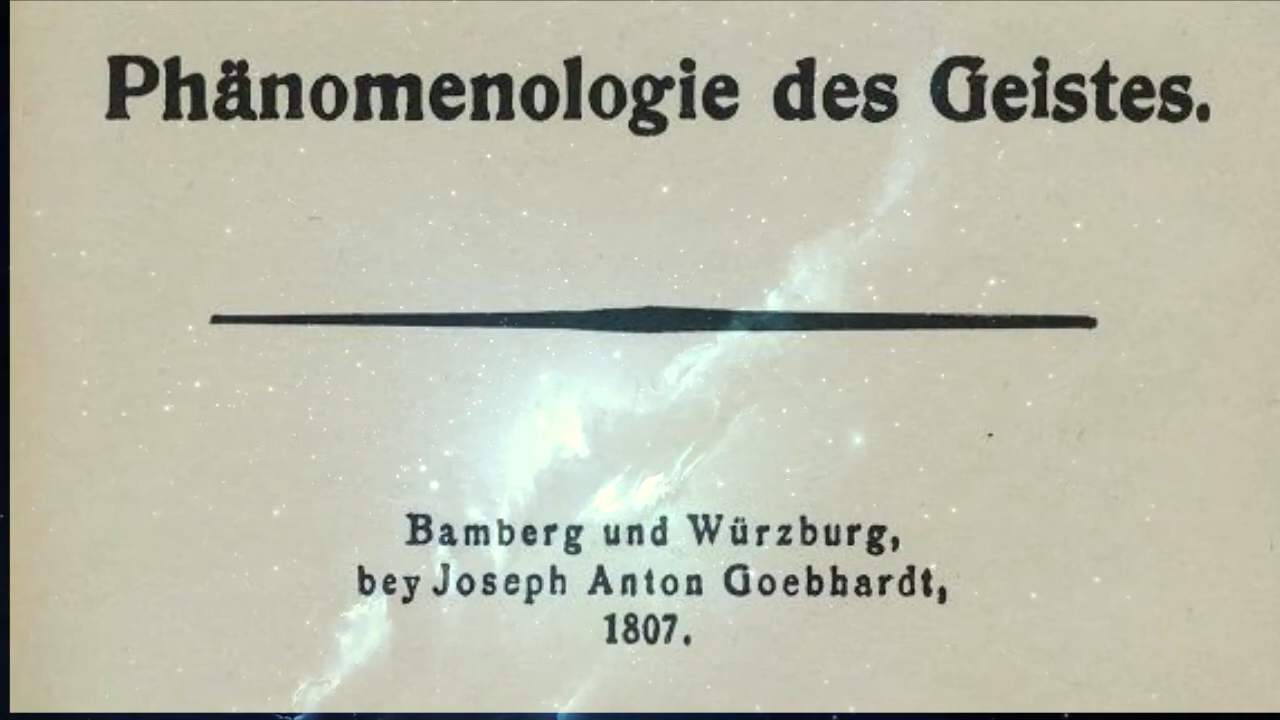 Phänomenologie des Geistes.
Bamberg und Würzburg,
bey Joseph Anton Goebhardt,
1807.